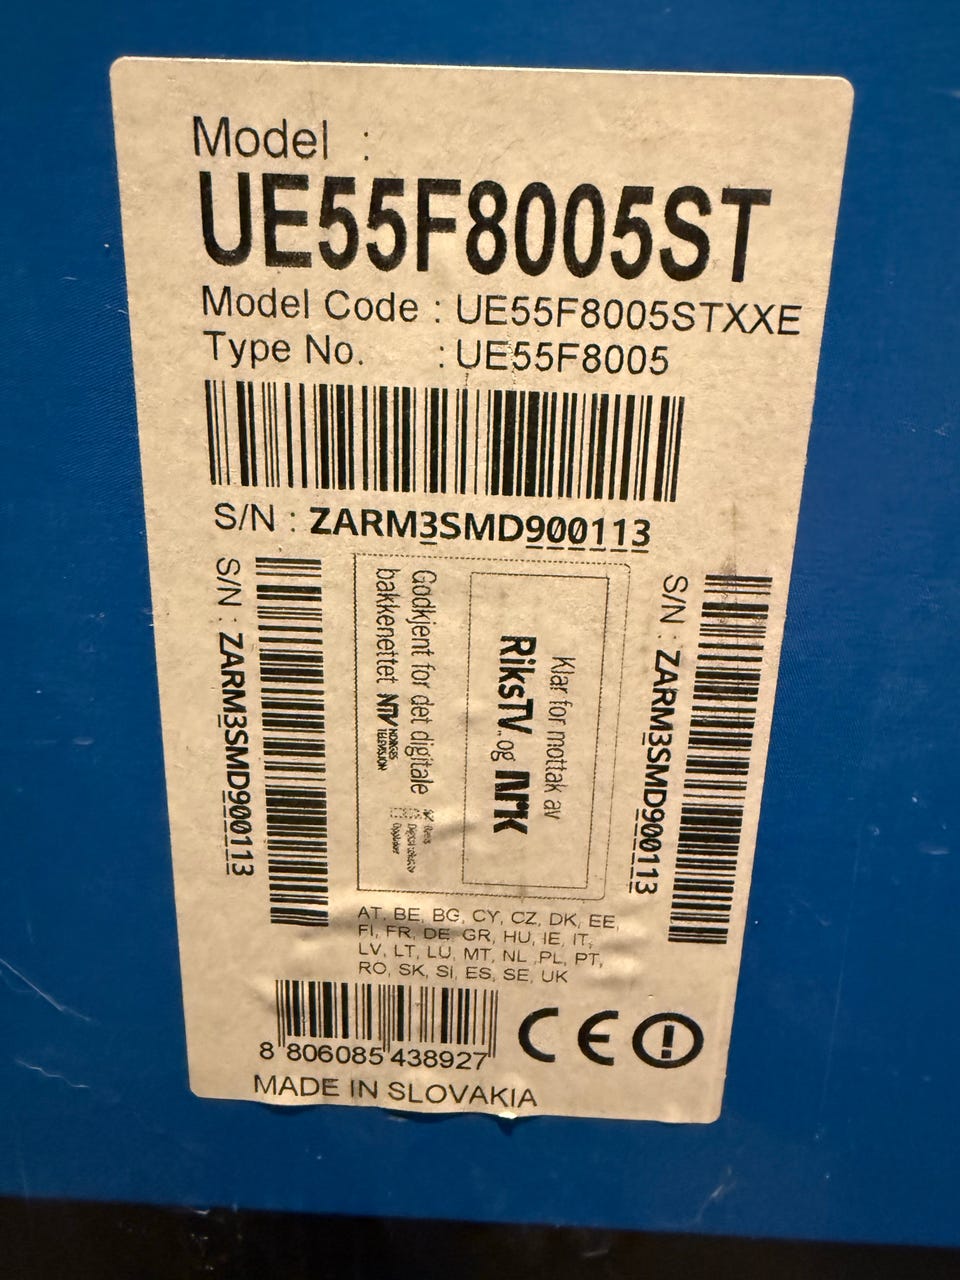 Model :
UE55F8005ST
Model Code : UE55F8005STXXE
Type No. : UE55F8005
S/N : ZARM3SMD900113
S/N : ZARM3SMD900113
Godkjent for det digitale
bakkenettet NTV NORGES
TELEVISJON
Klar for mottak av
RiksTV og NRK
S/N : ZARM3SMD900113
AT, BE, BG, CY, CZ, DK, EE,
FI, FR, DE, GR, HU, IE, IT,
LV, LT, LU, MT, NL, PL, PT,
RO, SK, SI, ES, SE, UK
8 806085 438927
CE
MADE IN SLOVAKIA